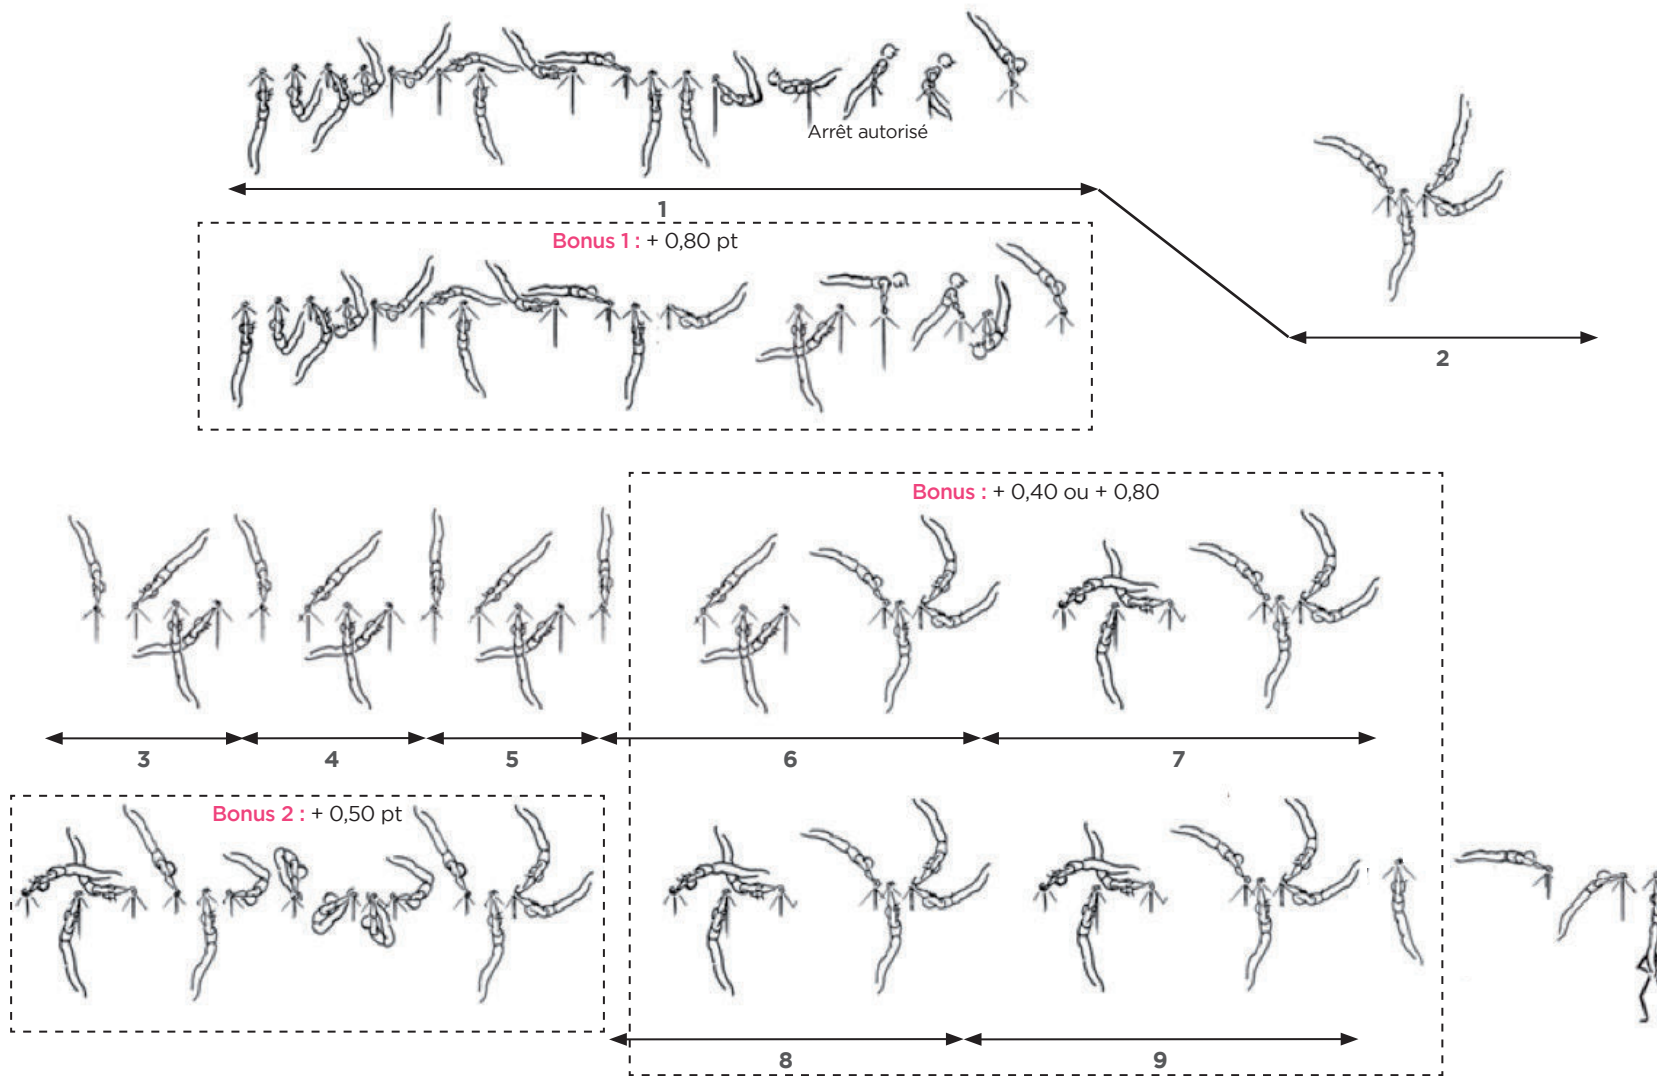 Arrêt autorisé
1
Bonus 1 : + 0,80 pt
2
Bonus : + 0,40 ou + 0,80
3
4
5
6
7
Bonus 2 : + 0,50 pt
8
9